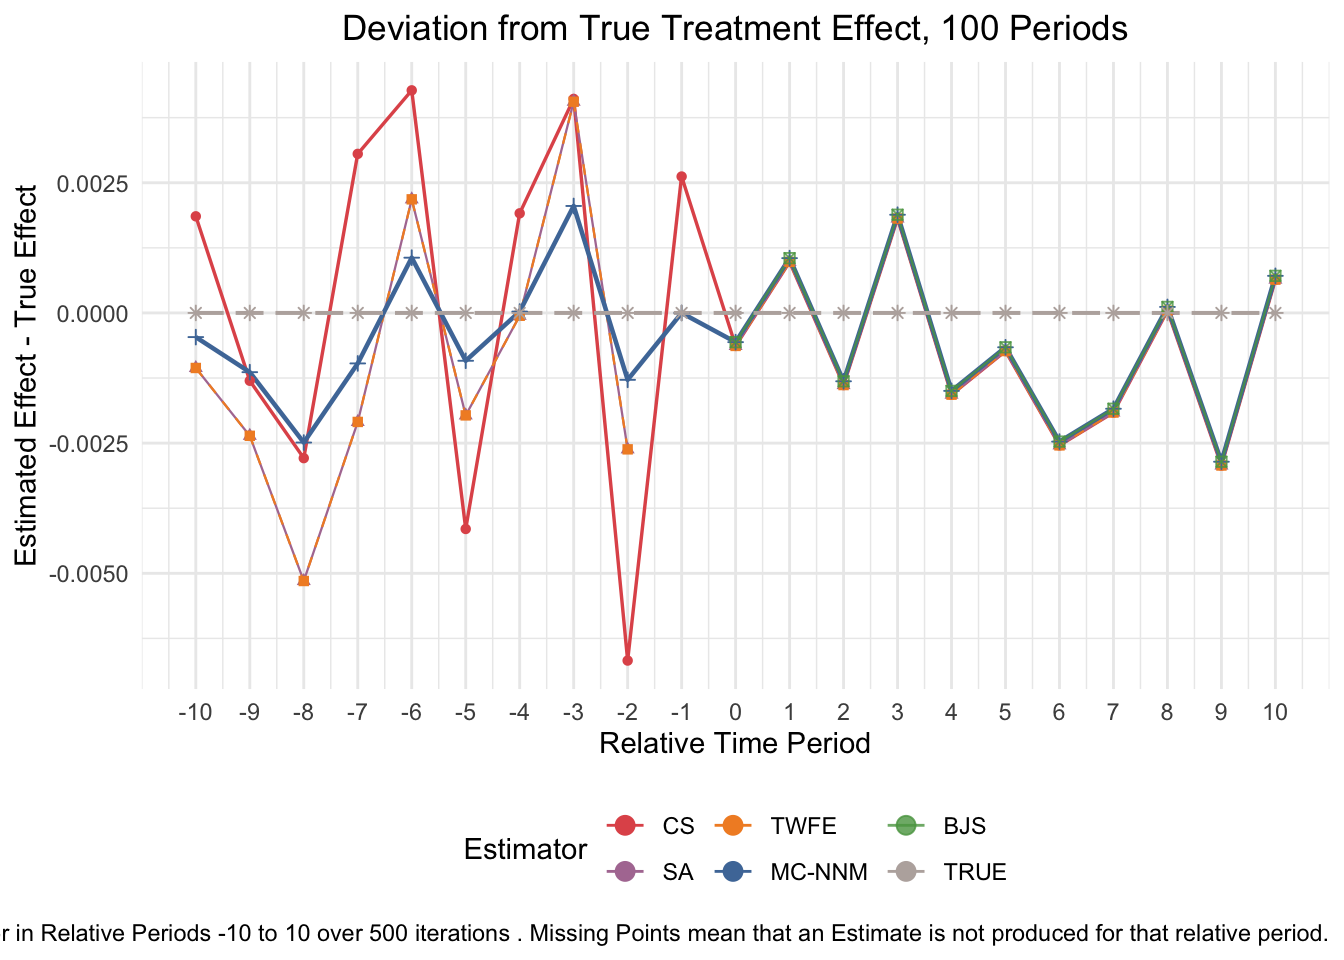 Deviation from True Treatment Effect, 100 Periods
Estimated Effect - True Effect
0.0025
0.0000
-0.0025
-0.0050
-10 -9 -8 -7 -6 -5 -4 -3 -2 -1 0 1 2 3 4 5 6 7 8 9 10
Relative Time Period
Estimator
CS TWFE BJS
SA MC-NNM TRUE
in Relative Periods -10 to 10 over 500 iterations . Missing Points mean that an Estimate is not produced for that relative period.